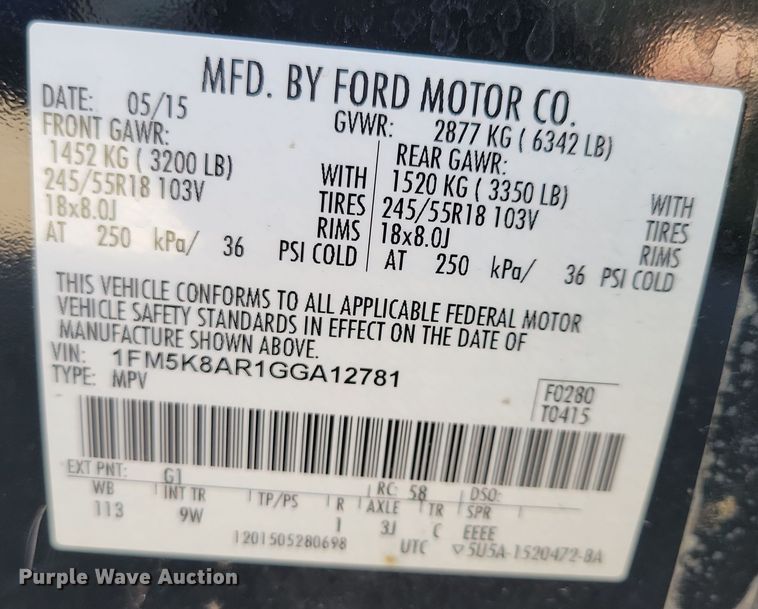 MFD. BY FORD MOTOR CO.
DATE: 05/15 GVWR: 2877 KG ( 6342 LB)
FRONT GAWR: REAR GAWR:
1452 KG ( 3200 LB) WITH 1520 KG ( 3350 LB) WITH
245/55R18 103V TIRES 245/55R18 103V TIRES
18x8.0J RIMS 18x8.0J RIMS
AT 250 kPa/ 36 PSI COLD AT 250 kPa/ 36 PSI COLD
THIS VEHICLE CONFORMS TO ALL APPLICABLE FEDERAL MOTOR
VEHICLE SAFETY STANDARDS IN EFFECT ON THE DATE OF
MANUFACTURE SHOWN ABOVE.
VIN: 1FM5K8AR1GGA12781
TYPE: MPV
F0280
T0415
EXT PNT: G1 RC: 58 DSO:
WB INT TR TP/PS R AXLE TR SPR
113 9W 1 3J C EEEE
1201505280698 UTC ▽5U5A-1520472-BA
Purple Wave Auction